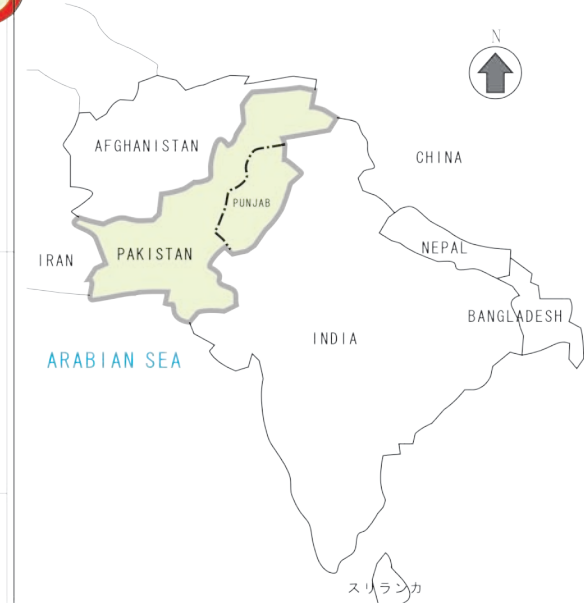 N
AFGHANISTAN
CHINA
PUNJAB
IRAN
PAKISTAN
NEPAL
BANGLADESH
INDIA
ARABIAN SEA
スリランカ